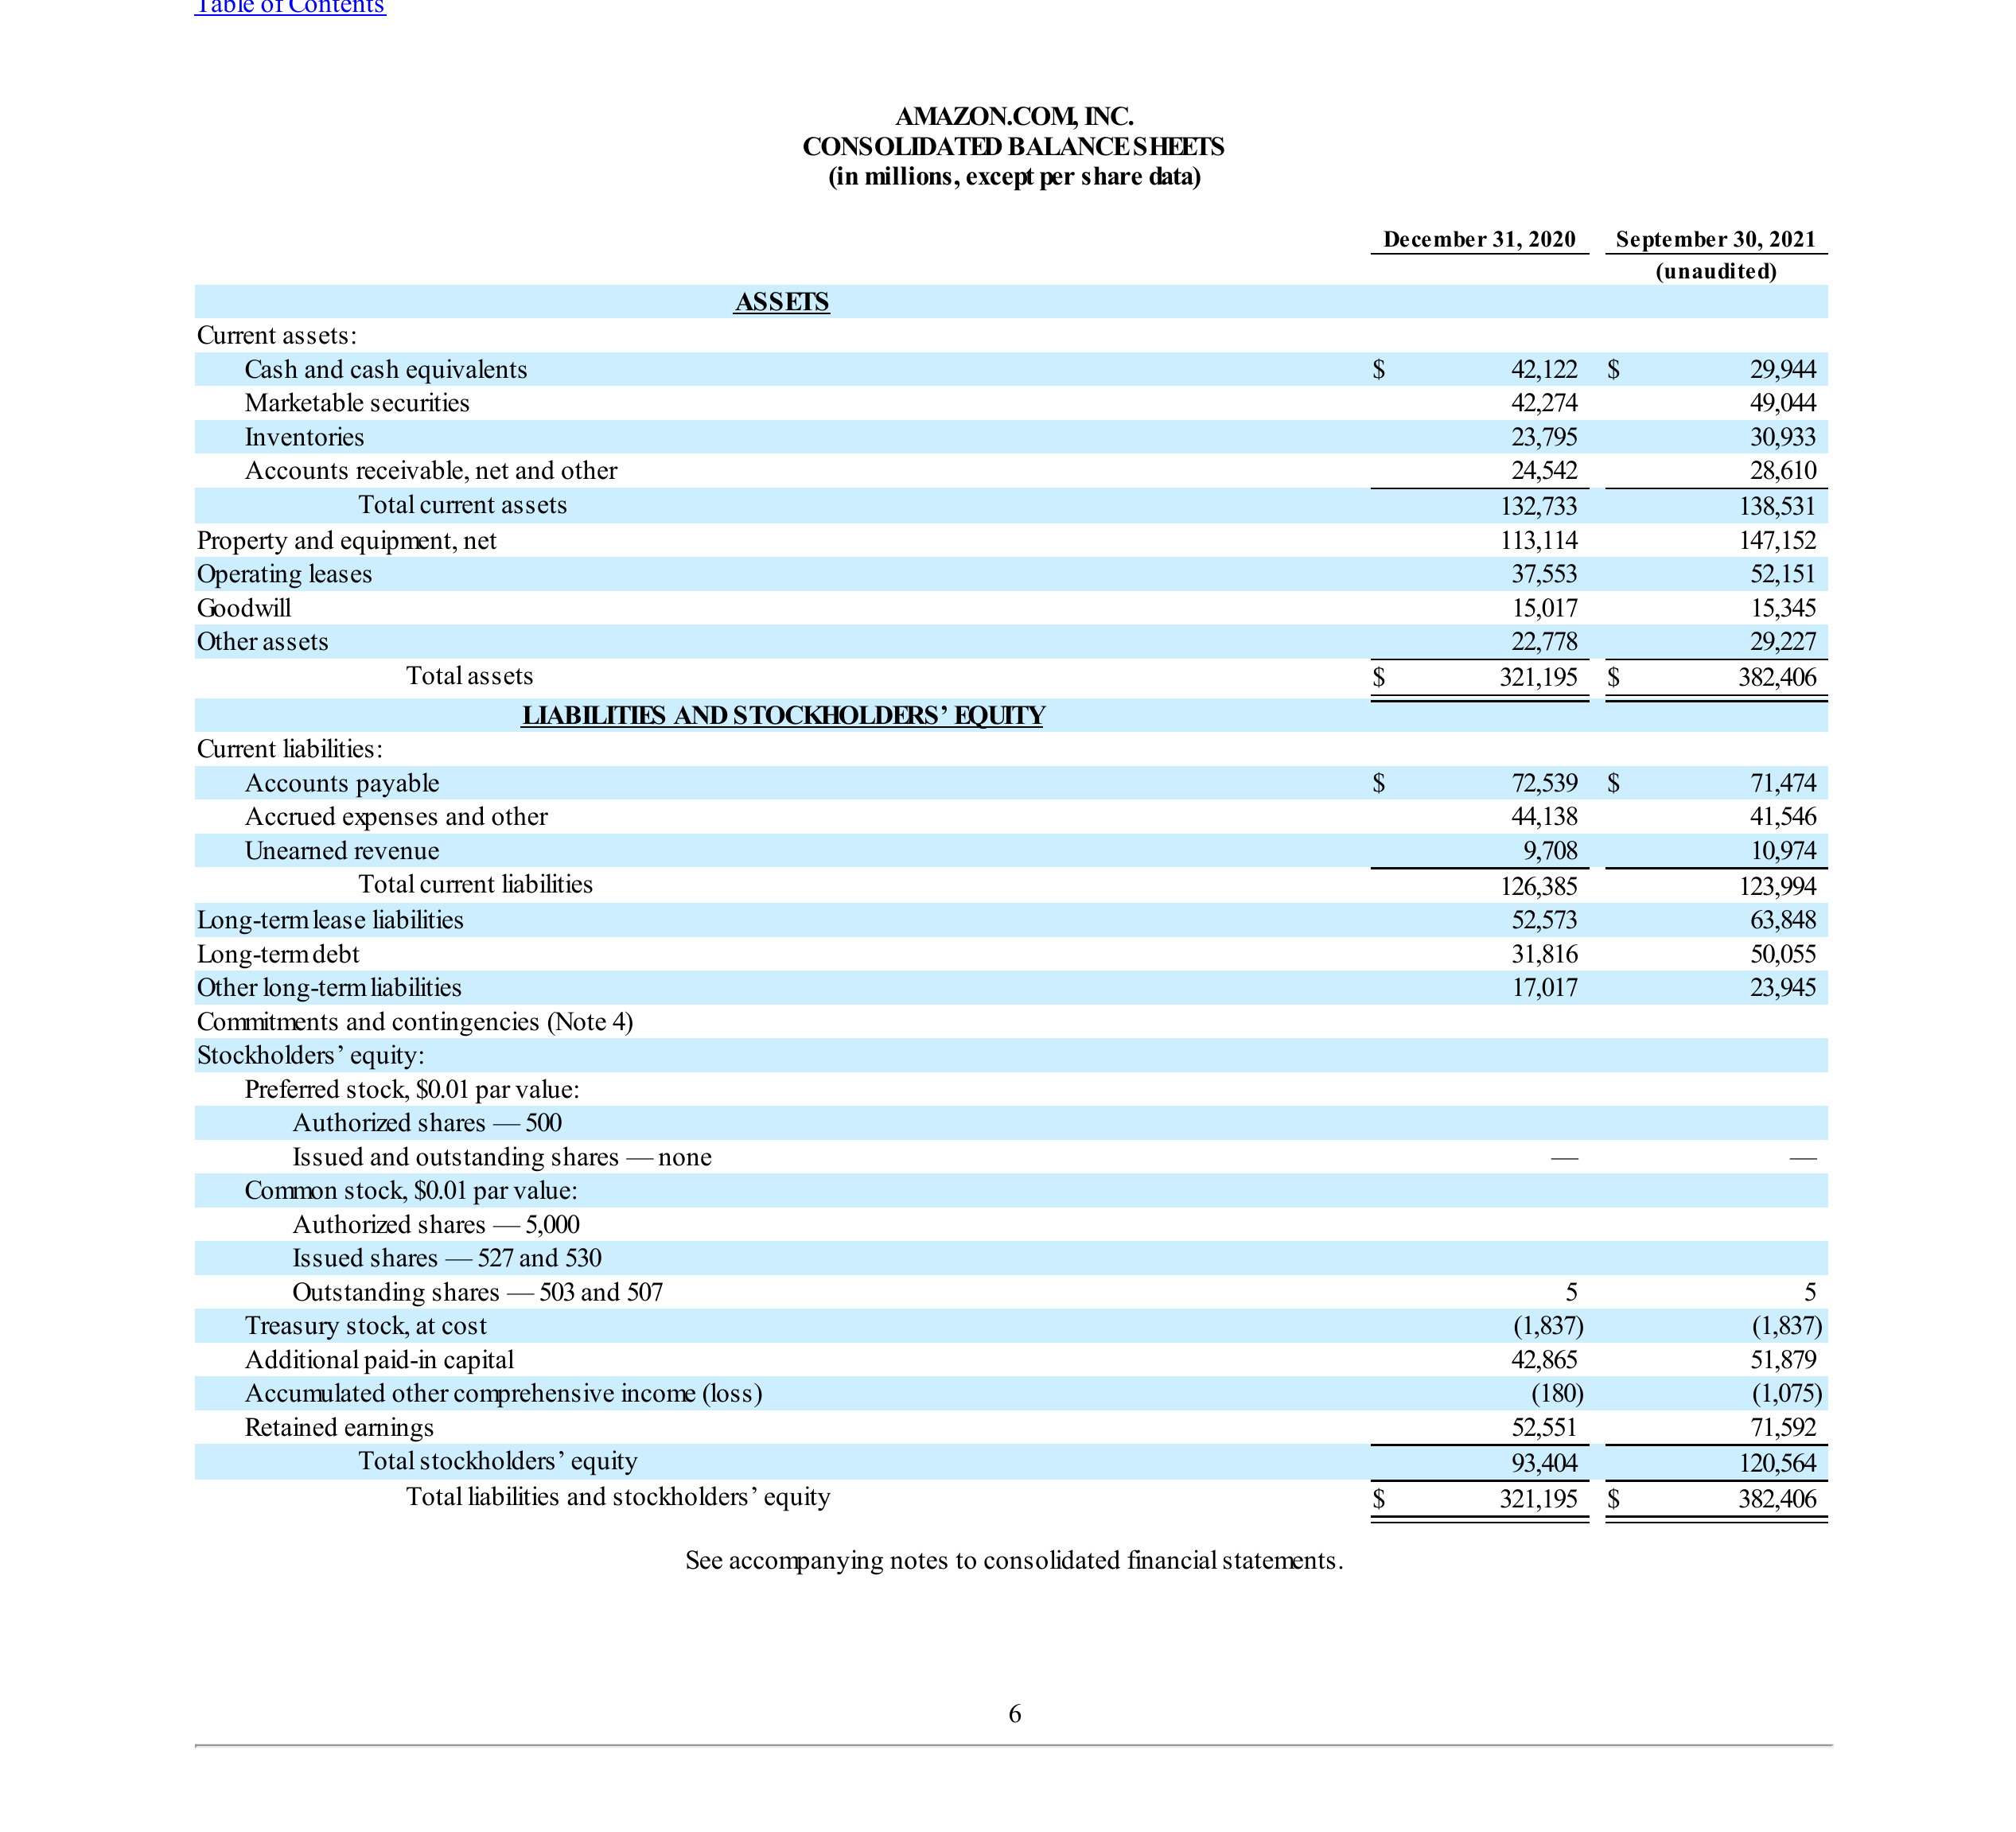 Table of Contents
AMAZON.COM, INC.
CONSOLIDATED BALANCE SHEETS
(in millions, except per share data)
December 31, 2020 September 30, 2021
(unaudited)
ASSETS
Current assets:
Cash and cash equivalents $ 42,122 $ 29,944
Marketable securities 42,274 49,044
Inventories 23,795 30,933
Accounts receivable, net and other 24,542 28,610
Total current assets 132,733 138,531
Property and equipment, net 113,114 147,152
Operating leases 37,553 52,151
Goodwill 15,017 15,345
Other assets 22,778 29,227
Total assets $ 321,195 $ 382,406
LIABILITIES AND STOCKHOLDERS’ EQUITY
Current liabilities:
Accounts payable $ 72,539 $ 71,474
Accrued expenses and other 44,138 41,546
Unearned revenue 9,708 10,974
Total current liabilities 126,385 123,994
Long-term lease liabilities 52,573 63,848
Long-term debt 31,816 50,055
Other long-term liabilities 17,017 23,945
Commitments and contingencies (Note 4)
Stockholders’ equity:
Preferred stock, $0.01 par value:
Authorized shares — 500
Issued and outstanding shares — none — —
Common stock, $0.01 par value:
Authorized shares — 5,000
Issued shares — 527 and 530
Outstanding shares — 503 and 507 5 5
Treasury stock, at cost (1,837) (1,837)
Additional paid-in capital 42,865 51,879
Accumulated other comprehensive income (loss) (180) (1,075)
Retained earnings 52,551 71,592
Total stockholders’ equity 93,404 120,564
Total liabilities and stockholders’ equity $ 321,195 $ 382,406
See accompanying notes to consolidated financial statements.
6